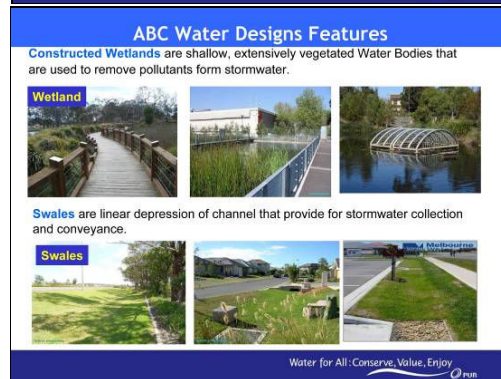 ABC Water Designs Features
Constructed Wetlands are shallow, extensively vegetated Water Bodies that
are used to remove pollutants form stormwater.
Wetland
Swales are linear depression of channel that provide for stormwater collection
and conveyance.
Swales
Melbourne
Water for All: Conserve, Value, Enjoy
PUB